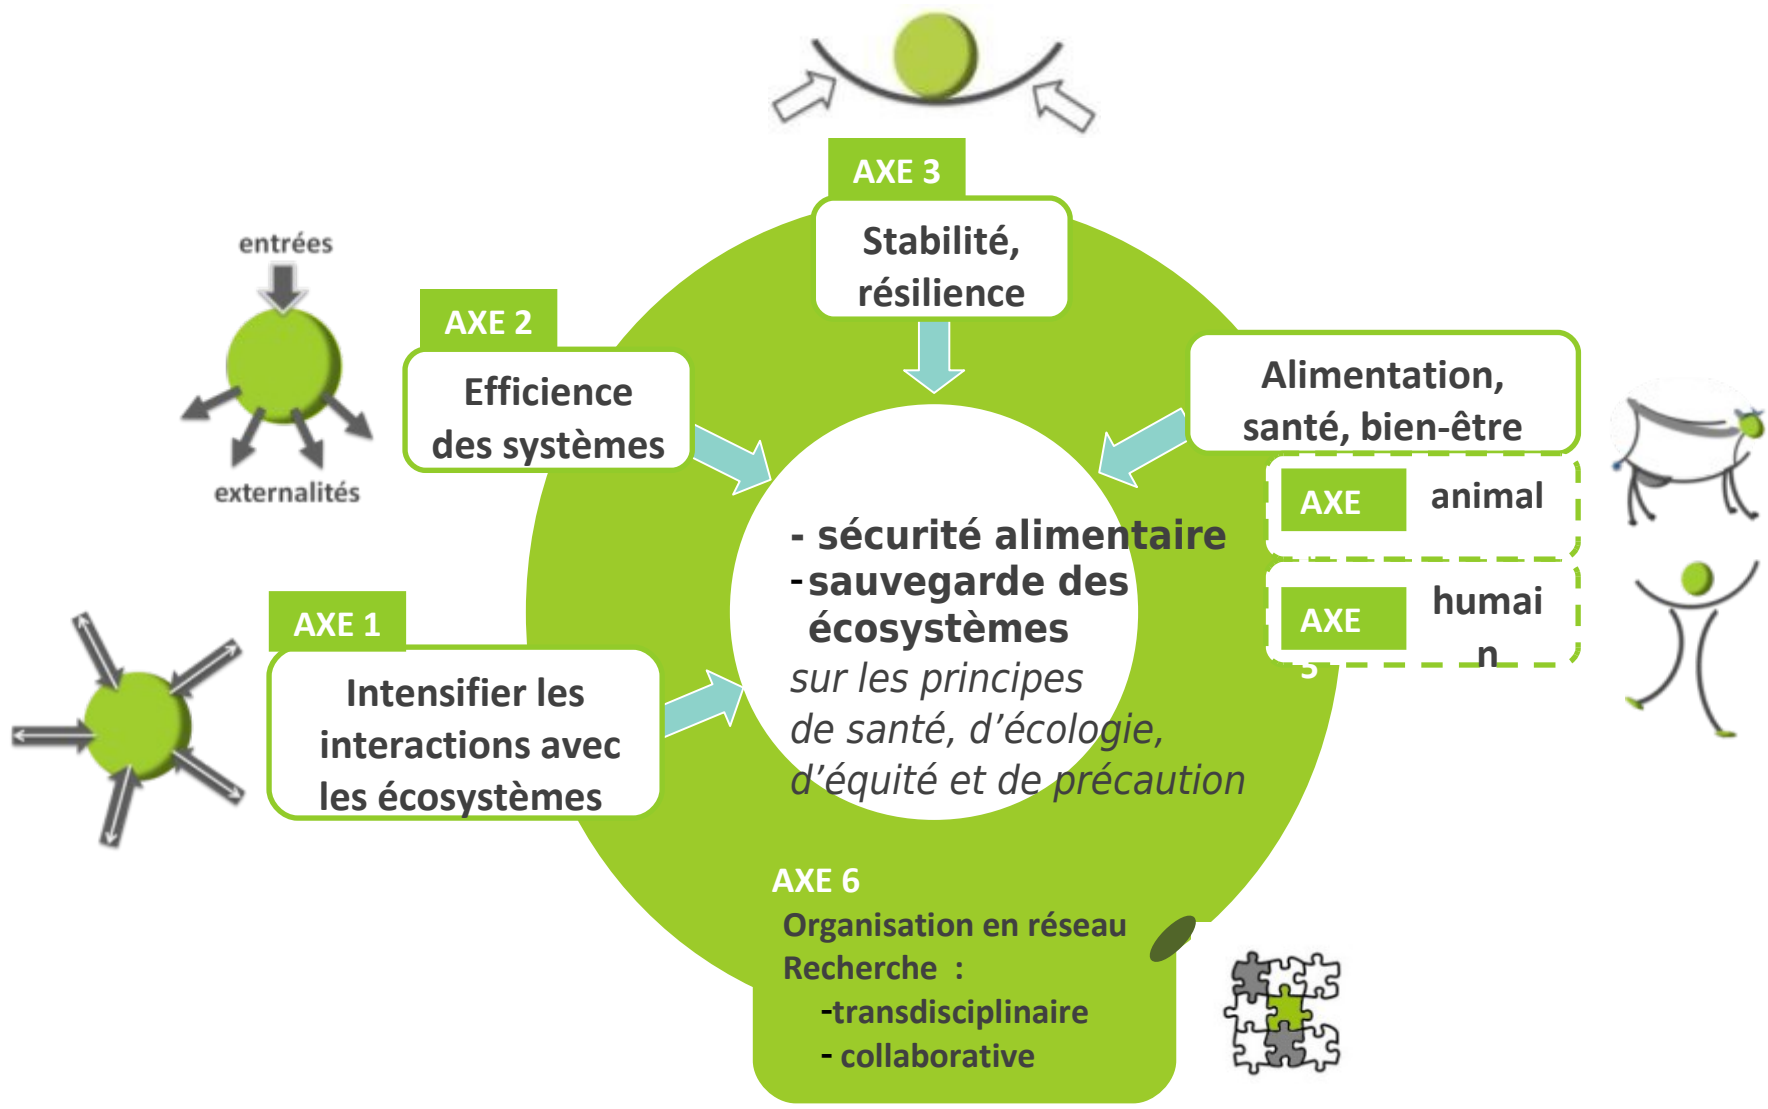 AXE 3
Stabilité,
résilience
entrées
externalités
AXE 2
Efficience
des systèmes
Alimentation,
santé, bien-être
AXE
animal
AXE
5
humai
n
AXE 1
Intensifier les
interactions avec
les écosystèmes
- sécurité alimentaire
-sauvegarde des
écosystèmes
sur les principes
de santé, d’écologie,
d’équité et de précaution
AXE 6
Organisation en réseau
Recherche :
-transdisciplinaire
- collaborative